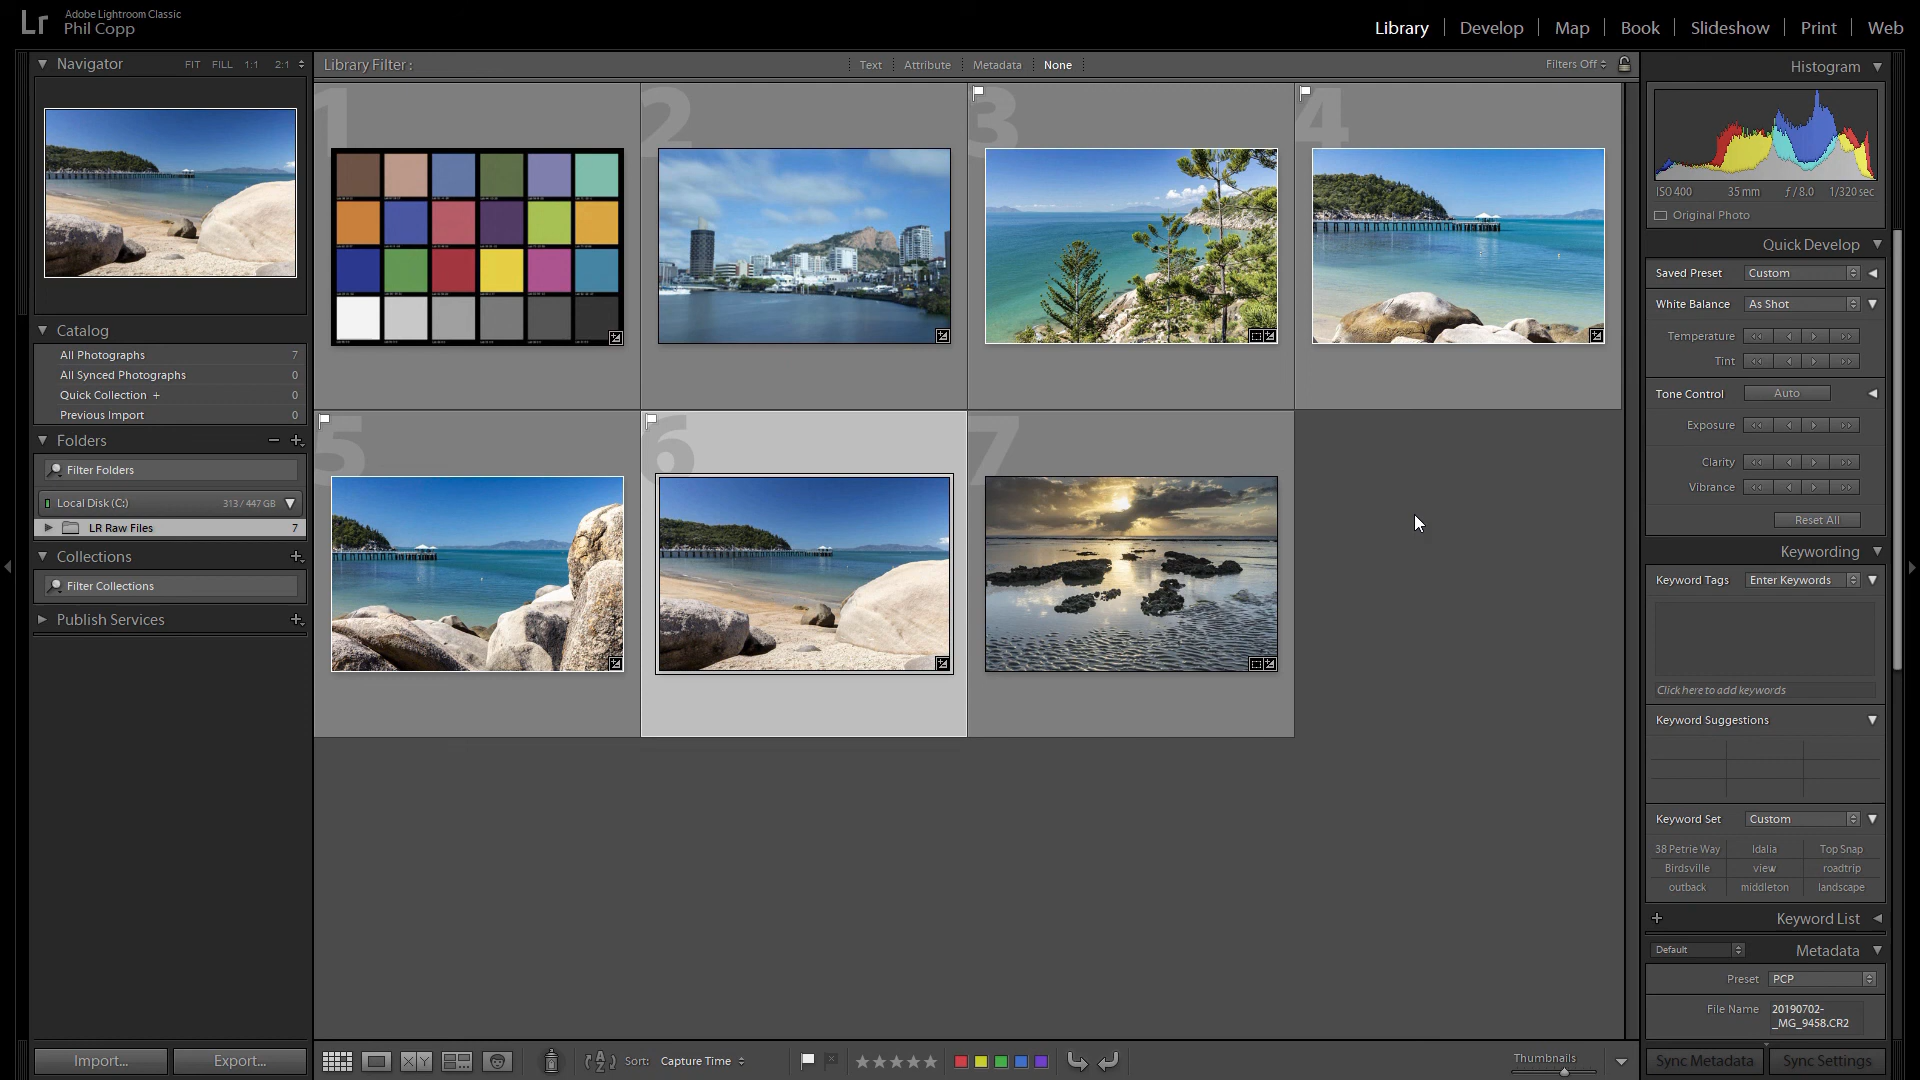 Lr
Adobe Lightroom Classic
Phil Copp
Library
Develop
Map
Book
Slideshow
Print
Web
Navigator
FIT
FILL
1:1
2:1
Library Filter :
Text
Attribute
Metadata
None
Filters Off
Histogram
ISO 400
35 mm
ƒ / 8.0
1/320 sec
Original Photo
1
2
3
4
5
6
7
Catalog
All Photographs 7
All Synced Photographs 0
Quick Collection + 0
Previous Import 0
Folders
Filter Folders
Local Disk (C:) 313 / 447 GB
LR Raw Files 7
Collections
Filter Collections
Publish Services
Quick Develop
Saved Preset Custom
White Balance As Shot
Temperature
Tint
Tone Control Auto
Exposure
Clarity
Vibrance
Reset All
Keywording
Keyword Tags Enter Keywords
Click here to add keywords
Keyword Suggestions
Keyword Set Custom
38 Petrie Way Idalia Top Snap
Birdsville view roadtrip
outback middleton landscape
Keyword List
Default Metadata
Preset PCP
File Name 20190702-
_MG_9458.CR2
Import...
Export...
XY
Sort: Capture Time
Thumbnails
Sync Metadata
Sync Settings